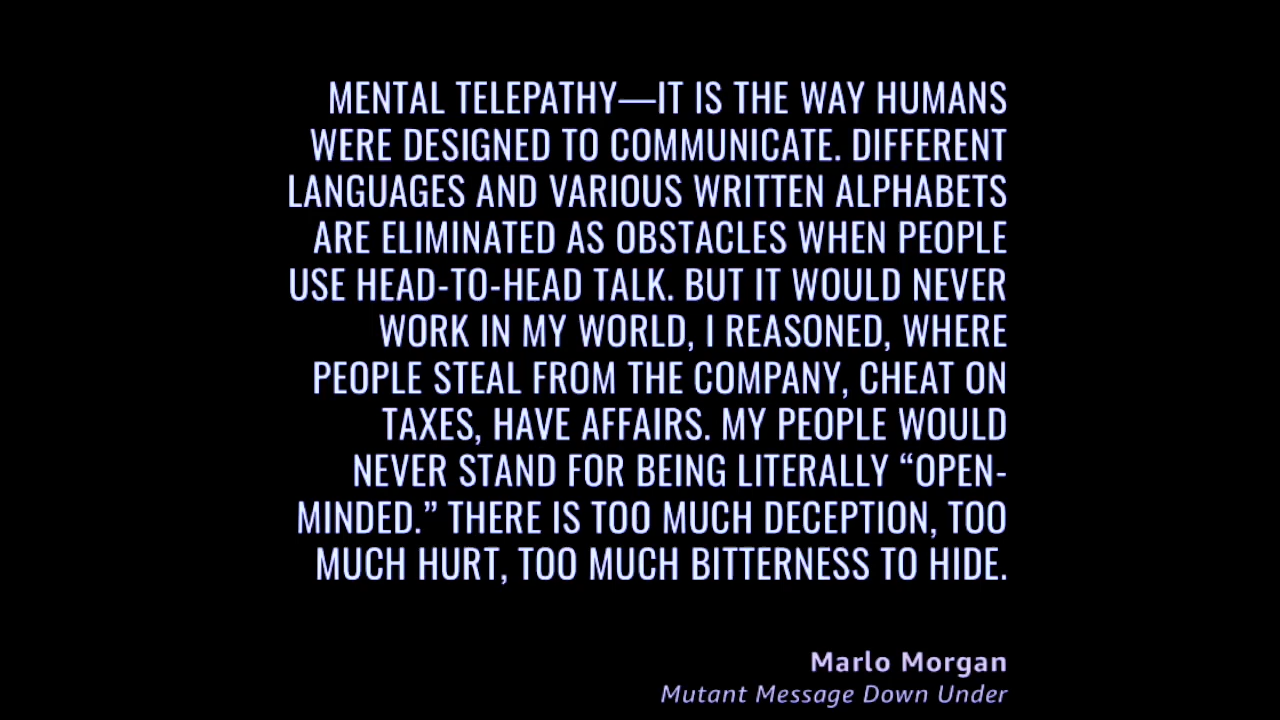 MENTAL TELEPATHY—IT IS THE WAY HUMANS
WERE DESIGNED TO COMMUNICATE. DIFFERENT
LANGUAGES AND VARIOUS WRITTEN ALPHABETS
ARE ELIMINATED AS OBSTACLES WHEN PEOPLE
USE HEAD-TO-HEAD TALK. BUT IT WOULD NEVER
WORK IN MY WORLD, I REASONED, WHERE
PEOPLE STEAL FROM THE COMPANY, CHEAT ON
TAXES, HAVE AFFAIRS. MY PEOPLE WOULD
NEVER STAND FOR BEING LITERALLY “OPEN-
MINDED.” THERE IS TOO MUCH DECEPTION, TOO
MUCH HURT, TOO MUCH BITTERNESS TO HIDE.
Marlo Morgan
Mutant Message Down Under